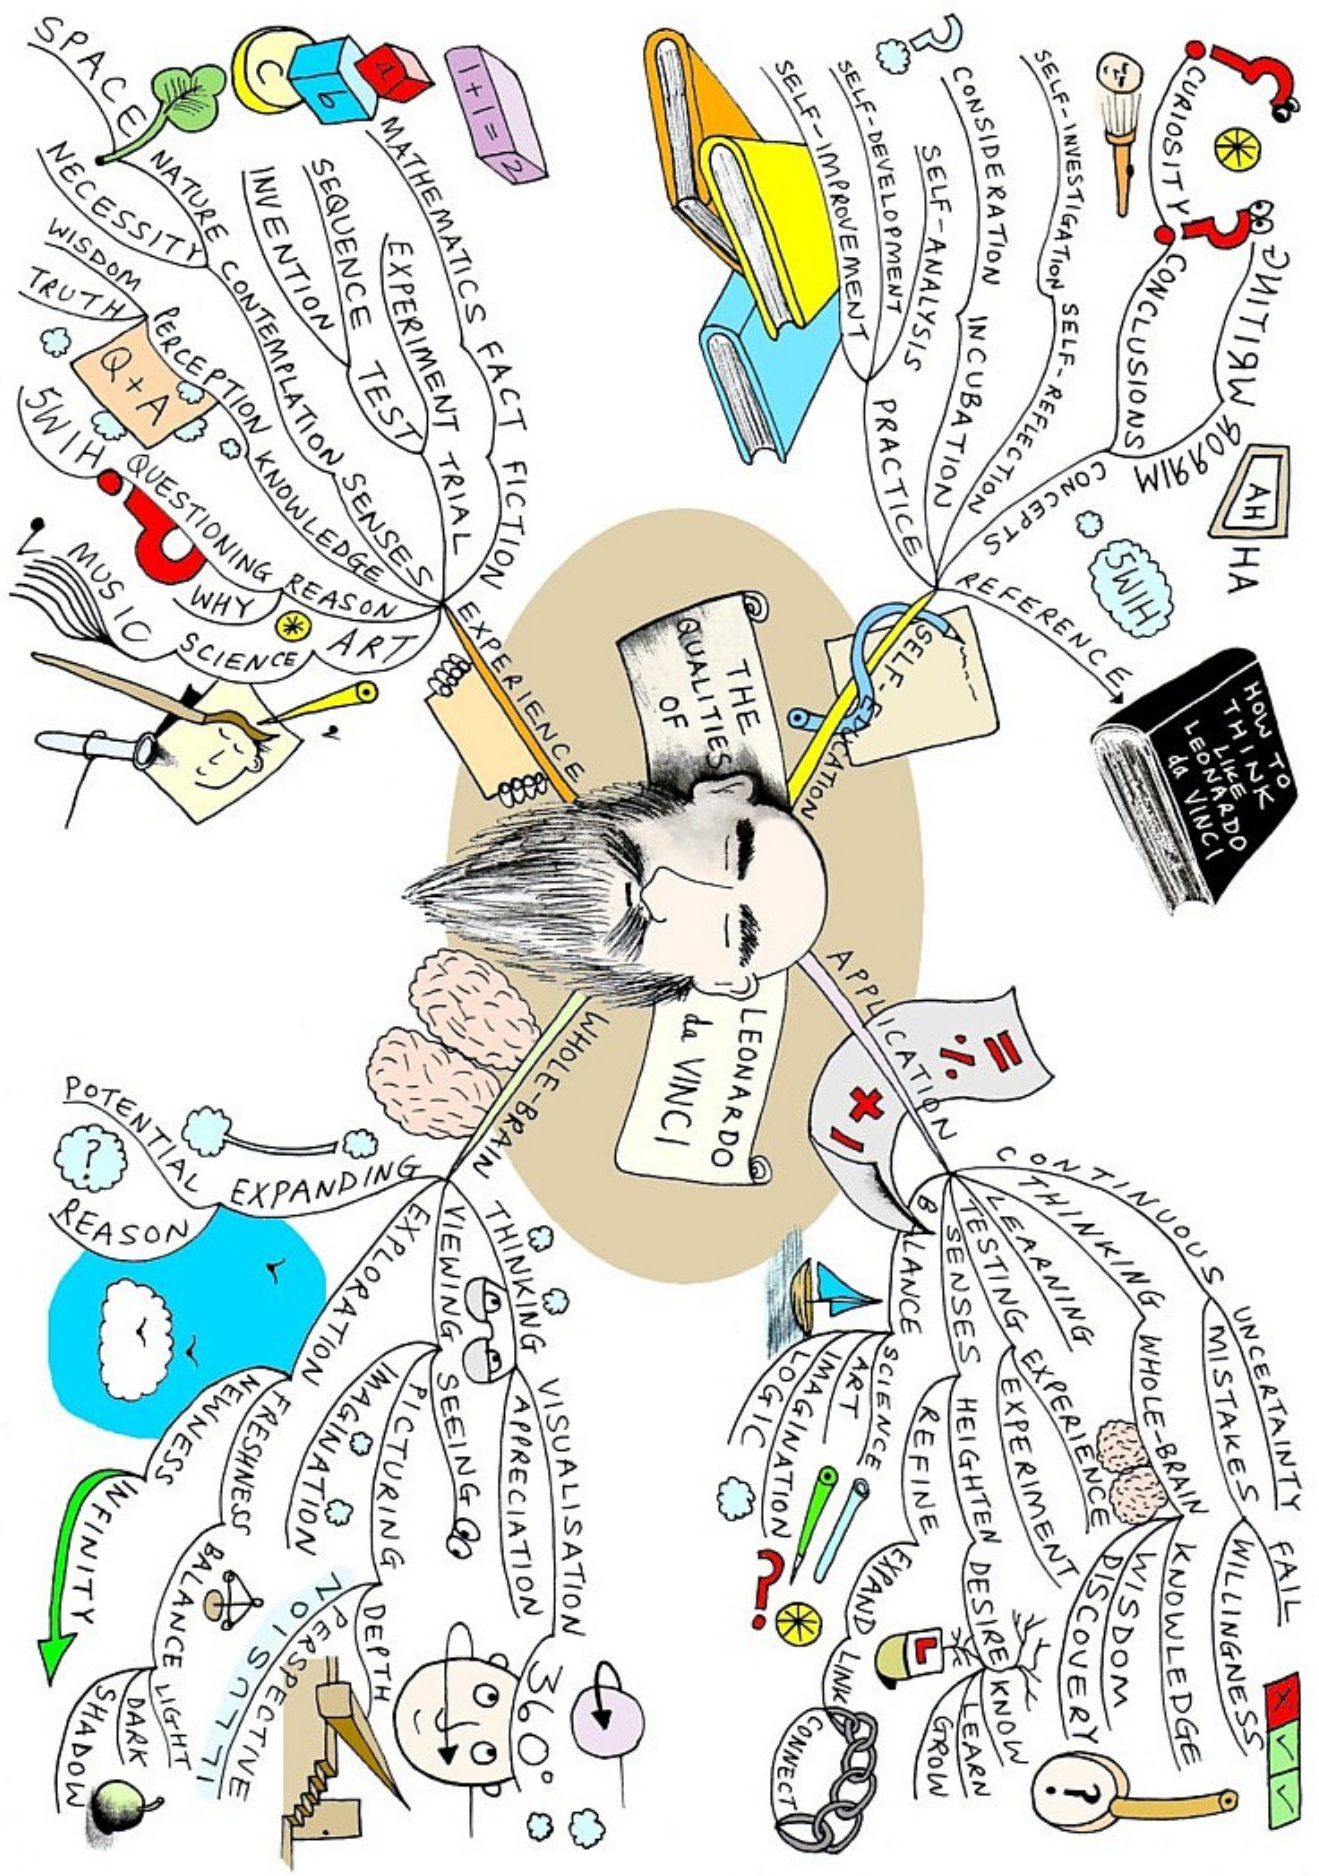 THE
QUALITIES
OF
LEONARDO
da VINCI
SELF-EDUCATION
REFERENCE
HOW TO
THINK
LIKE
LEONARDO
da VINCI
CONCEPTS
5W1H
CONCLUSIONS
CURIOSITY
MIRROR WRITING
AH
HA
SELF-REFLECTION
SELF-INVESTIGATION
INCUBATION
CONSIDERATION
PRACTICE
SELF-ANALYSIS
SELF-DEVELOPMENT
SELF-IMPROVEMENT
?
APPLICATION
= % × /
CONTINUOUS
UNCERTAINTY
FAIL
MISTAKES
WILLINGNESS
THINKING
WHOLE-BRAIN
KNOWLEDGE
WISDOM
DISCOVERY
LEARNING
TESTING
EXPERIENCE
EXPERIMENT
SENSES
HEIGHTEN
DESIRE
KNOW
LEARN
GROW
L
REFINE
EXPAND
LINK
CONNECT
BALANCE
SCIENCE
ART
IMAGINATION
LOGIC
WHOLE-BRAIN
THINKING
VISUALISATION
360°
APPRECIATION
VIEWING
SEEING
PICTURING
DEPTH
PERSPECTIVE
ILLUSION
IMAGINATION
EXPLORATION
FRESHNESS
BALANCE
LIGHT
DARK
SHADOW
NEWNESS
INFINITY
EXPANDING
POTENTIAL
REASON
?
EXPERIENCE
FICTION
FACT
MATHEMATICS
1+1=2
a
b
C
TRIAL
EXPERIMENT
TEST
SEQUENCE
INVENTION
SENSES
CONTEMPLATION
NATURE
SPACE
NECESSITY
KNOWLEDGE
PERCEPTION
WISDOM
TRUTH
Q+A
REASON
QUESTIONING
5W1H
WHY
ART
SCIENCE
MUSIC